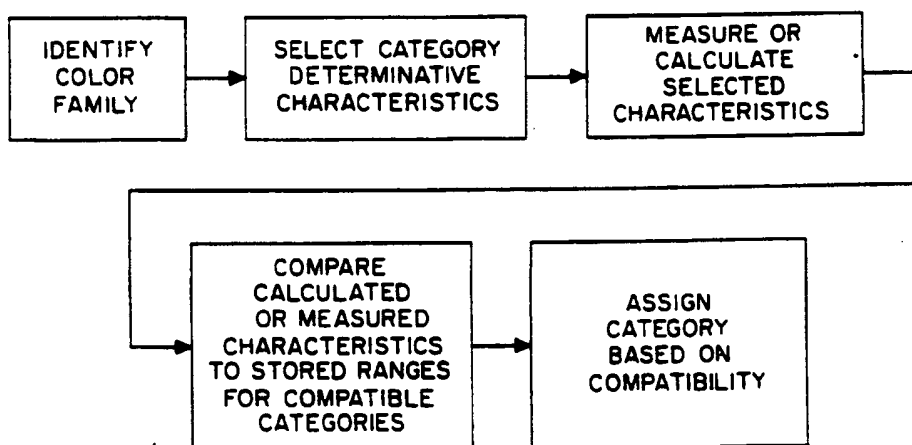 IDENTIFY
COLOR
FAMILY
SELECT CATEGORY
DETERMINATIVE
CHARACTERISTICS
MEASURE OR
CALCULATE
SELECTED
CHARACTERISTICS
COMPARE
CALCULATED
OR MEASURED
CHARACTERISTICS
TO STORED RANGES
FOR COMPATIBLE
CATEGORIES
ASSIGN
CATEGORY
BASED ON
COMPATIBILITY